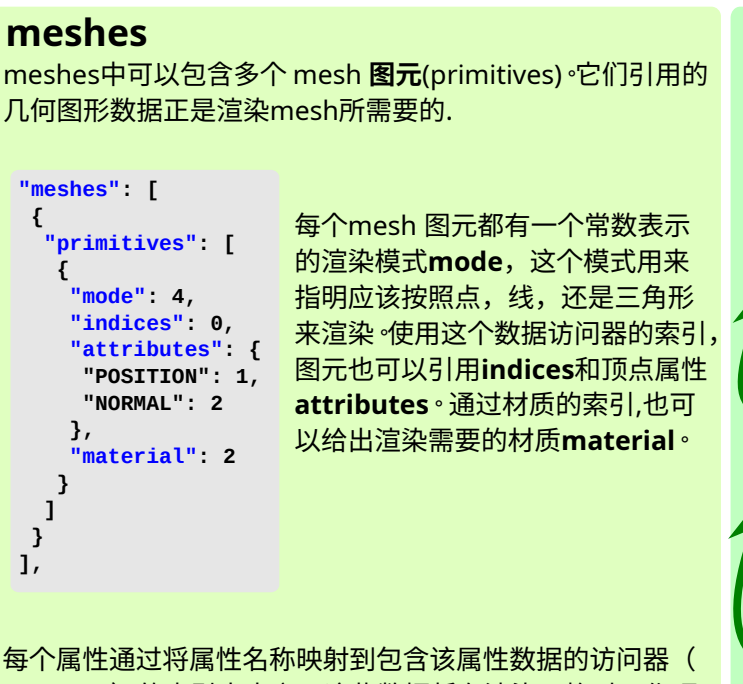 meshes
meshes中可以包含多个 mesh 图元(primitives)。它们引用的
几何图形数据正是渲染mesh所需要的.
"meshes": [
{
"primitives": [
{
"mode": 4,
"indices": 0,
"attributes": {
"POSITION": 1,
"NORMAL": 2
},
"material": 2
}
]
}
],
每个mesh 图元都有一个常数表示
的渲染模式mode，这个模式用来
指明应该按照点，线，还是三角形
来渲染。使用这个数据访问器的索引，
图元也可以引用indices和顶点属性
attributes。通过材质的索引,也可
以给出渲染需要的材质material。
每个属性通过将属性名称映射到包含该属性数据的访问器（